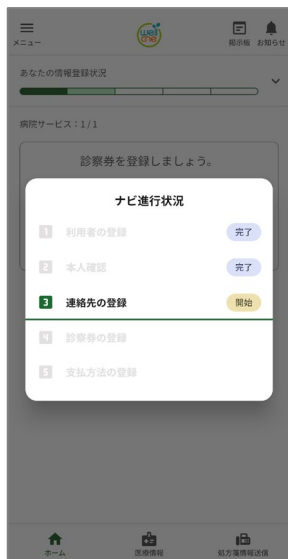 メニュー
well
one
掲示板
お知らせ
あなたの情報登録状況
病院サービス：1/1
診察券を登録しましょう。
ナビ進行状況
1 利用者の登録 完了
2 本人確認 完了
3 連絡先の登録 開始
4 診察券の登録
5 支払方法の登録
ホーム
医療情報
処方箋情報送信